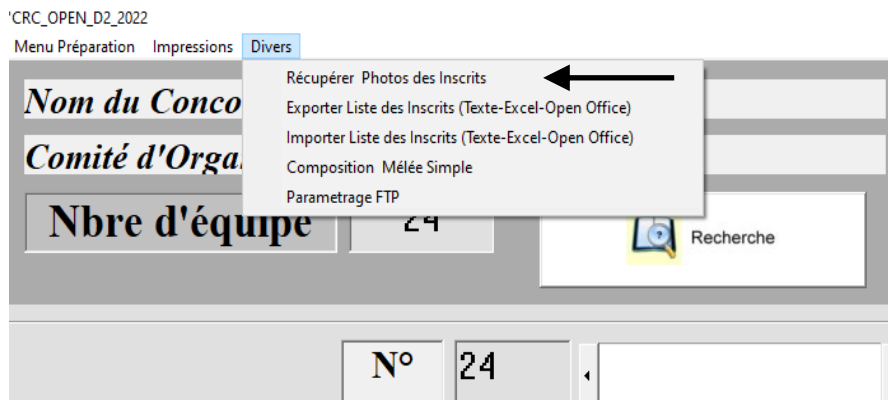 'CRC_OPEN_D2_2022
Menu Préparation Impressions Divers
Récupérer Photos des Inscrits
Nom du Conco
Exporter Liste des Inscrits (Texte-Excel-Open Office)
Importer Liste des Inscrits (Texte-Excel-Open Office)
Comité d'Orga
Composition Mélée Simple
Parametrage FTP
Nbre d'équipe 24
Recherche
N° 24